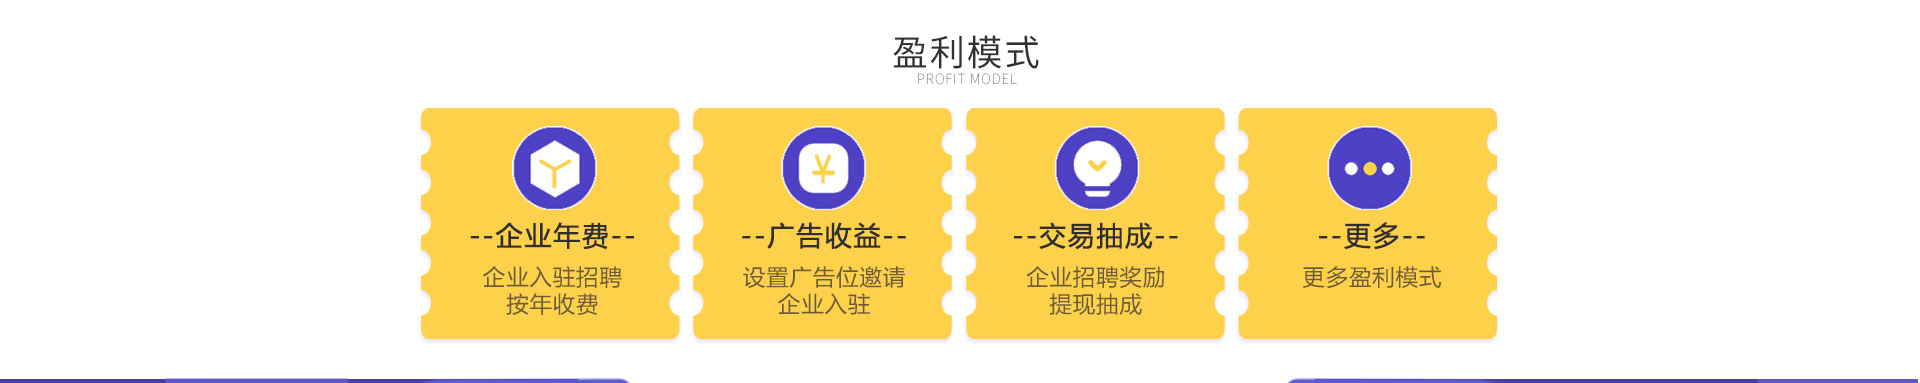 盈利模式
PROFIT MODEL
--企业年费--
企业入驻招聘
按年收费
¥
--广告收益--
设置广告位邀请
企业入驻
--交易抽成--
企业招聘奖励
提现抽成
--更多--
更多盈利模式